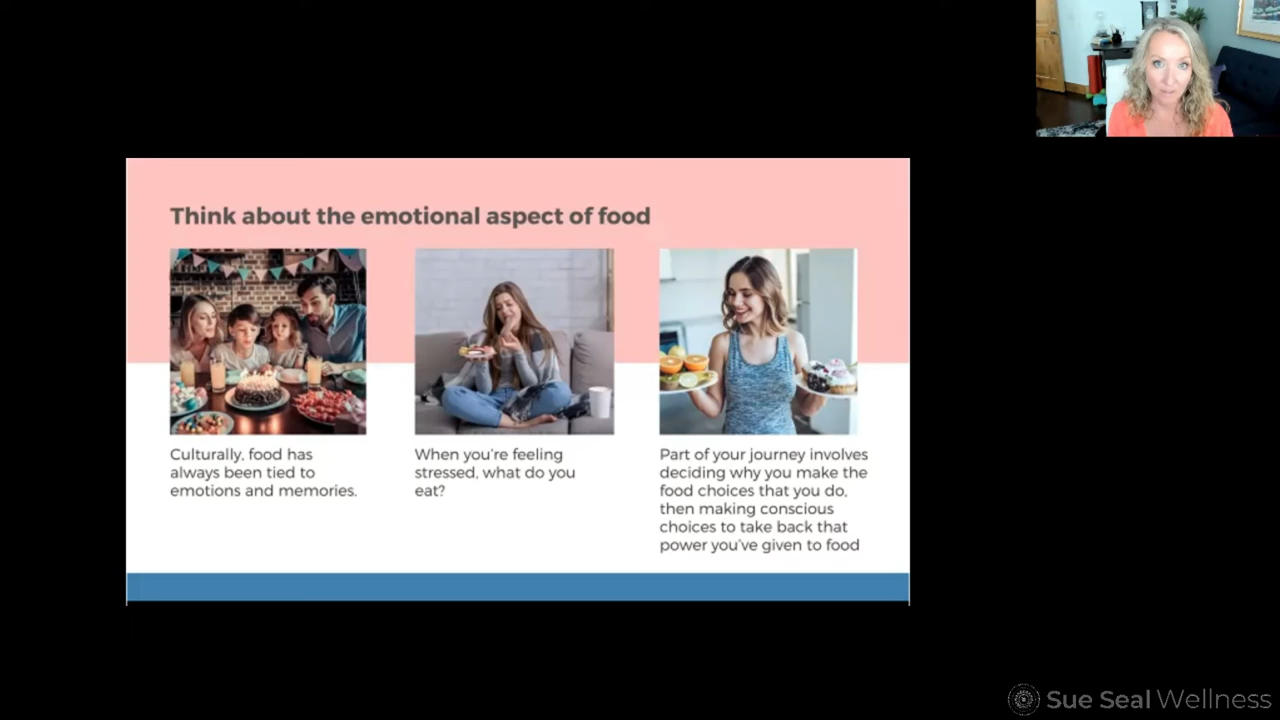 Think about the emotional aspect of food
Culturally, food has
always been tied to
emotions and memories.
When you're feeling
stressed, what do you
eat?
Part of your journey involves
deciding why you make the
food choices that you do,
then making conscious
choices to take back that
power you've given to food
Sue Seal Wellness